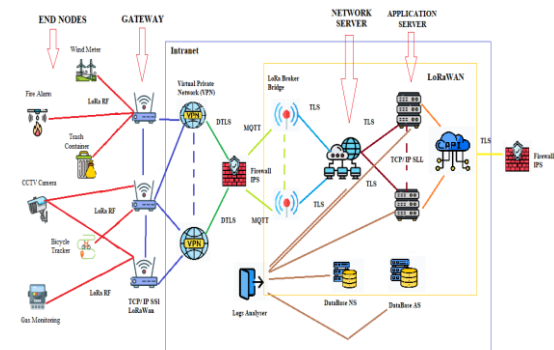 END NODES
GATEWAY
NETWORK
SERVER
APPLICATION
SERVER
Intranet
Wind Meter
LoRa RF
Fire Alarm
Trash
Container
CCTV Camera
LoRa RF
Bicycle
Tracker
LoRa RF
Gas Monitoring
TCP/ IP SSI
LoRaWan
Virtual Private
Network (VPN)
VPN
VPN
DTLS
DTLS
Firewall
IPS
MQTT
MQTT
LoRa Broker
Bridge
TLS
TLS
TLS
TLS
LoRaWAN
TCP/ IP SLL
API
TLS
Firewall
IPS
Logs Analyser
DataBase NS
DataBase AS